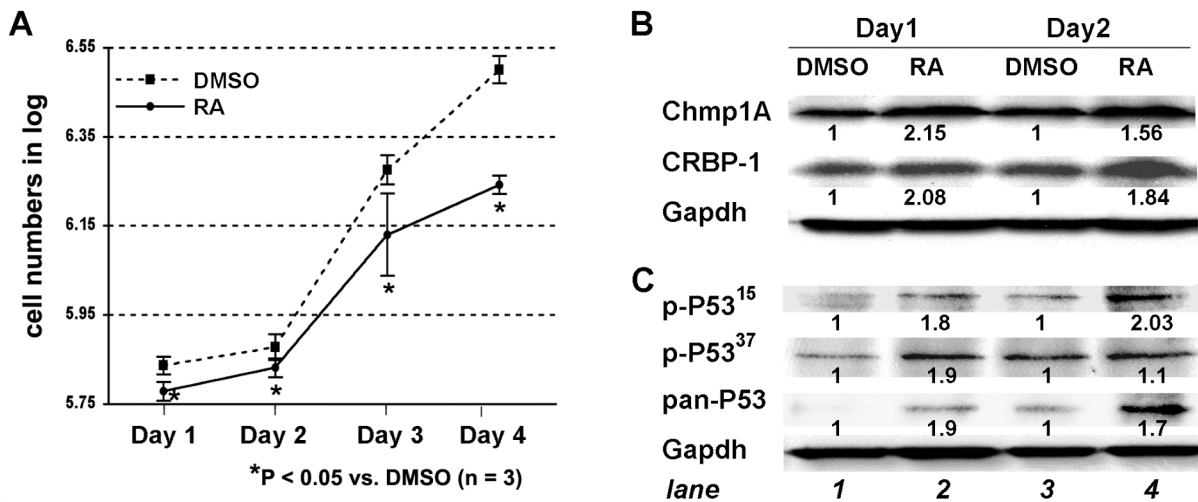 A
6.55
6.35
6.15
5.95
5.75
cell numbers in log
DMSO
RA
*
*
*
*
Day 1 Day 2 Day 3 Day 4
*P < 0.05 vs. DMSO (n = 3)
B
Day1 Day2
DMSO RA DMSO RA
Chmp1A
1 2.15 1 1.56
CRBP-1
1 2.08 1 1.84
Gapdh
C
p-P53¹⁵
1 1.8 1 2.03
p-P53³⁷
1 1.9 1 1.1
pan-P53
1 1.9 1 1.7
Gapdh
lane 1 2 3 4